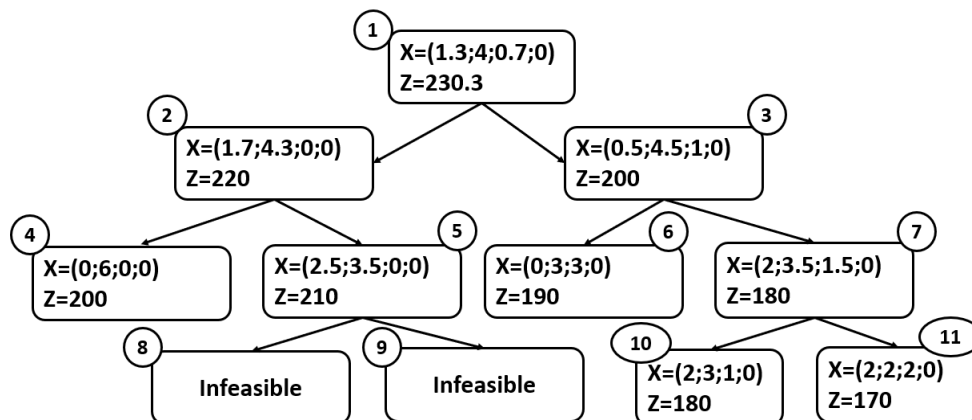 1
X=(1.3;4;0.7;0)
Z=230.3
2
X=(1.7;4.3;0;0)
Z=220
3
X=(0.5;4.5;1;0)
Z=200
4
X=(0;6;0;0)
Z=200
5
X=(2.5;3.5;0;0)
Z=210
6
X=(0;3;3;0)
Z=190
7
X=(2;3.5;1.5;0)
Z=180
8
Infeasible
9
Infeasible
10
X=(2;3;1;0)
Z=180
11
X=(2;2;2;0)
Z=170